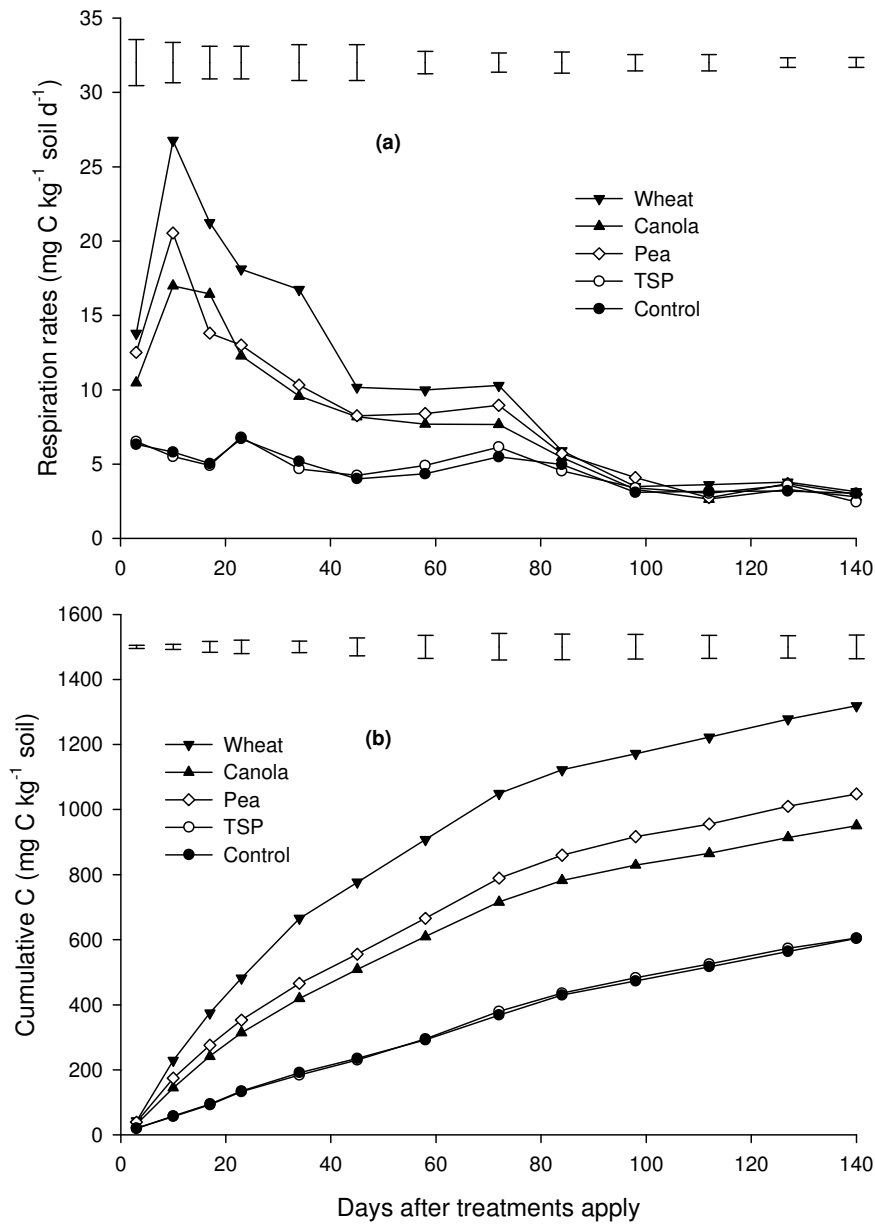 35
30
25
20
15
10
5
0
Respiration rates (mg C kg⁻¹ soil d⁻¹)
(a)
Wheat
Canola
Pea
TSP
Control
0 20 40 60 80 100 120 140
1600
1400
1200
1000
800
600
400
200
0
Cumulative C (mg C kg⁻¹ soil)
(b)
Wheat
Canola
Pea
TSP
Control
0 20 40 60 80 100 120 140
Days after treatments apply